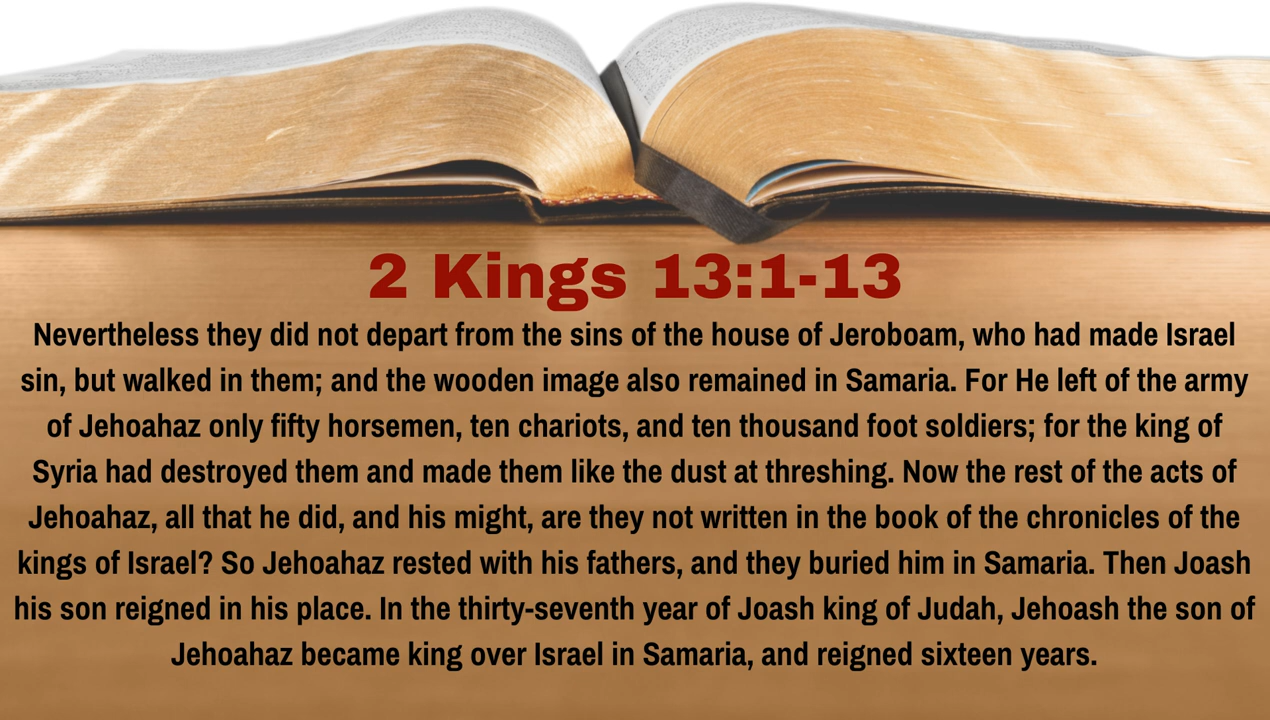 2 Kings 13:1-13
Nevertheless they did not depart from the sins of the house of Jeroboam, who had made Israel
sin, but walked in them; and the wooden image also remained in Samaria. For He left of the army
of Jehoahaz only fifty horsemen, ten chariots, and ten thousand foot soldiers; for the king of
Syria had destroyed them and made them like the dust at threshing. Now the rest of the acts of
Jehoahaz, all that he did, and his might, are they not written in the book of the chronicles of the
kings of Israel? So Jehoahaz rested with his fathers, and they buried him in Samaria. Then Joash
his son reigned in his place. In the thirty-seventh year of Joash king of Judah, Jehoash the son of
Jehoahaz became king over Israel in Samaria, and reigned sixteen years.